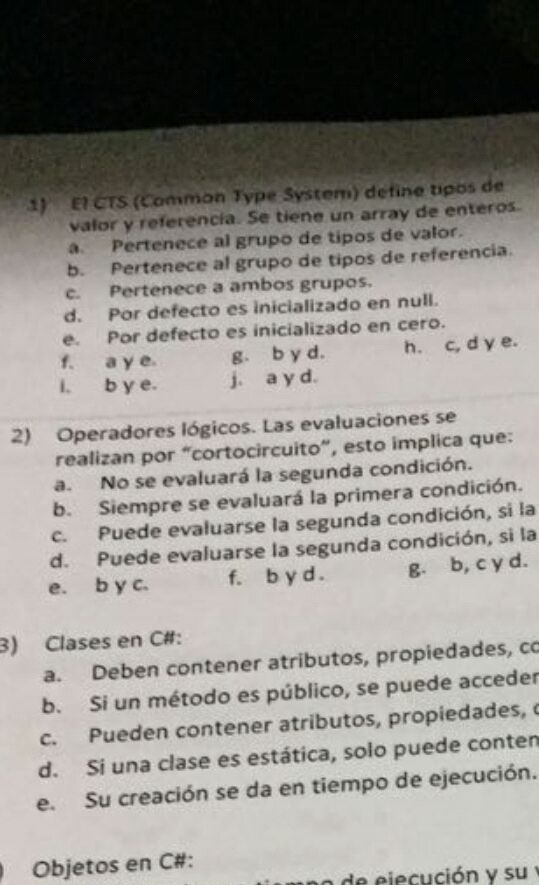 1) El CTS (Common Type System) define tipos de
valor y referencia. Se tiene un array de enteros.
a. Pertenece al grupo de tipos de valor.
b. Pertenece al grupo de tipos de referencia.
c. Pertenece a ambos grupos.
d. Por defecto es inicializado en null.
e. Por defecto es inicializado en cero.
f. a y e. g. b y d. h. c, d y e.
i. b y e. j. a y d.
2) Operadores lógicos. Las evaluaciones se
realizan por "cortocircuito", esto implica que:
a. No se evaluará la segunda condición.
b. Siempre se evaluará la primera condición.
c. Puede evaluarse la segunda condición, si la
d. Puede evaluarse la segunda condición, si la
e. b y c. f. b y d. g. b, c y d.
3) Clases en C#:
a. Deben contener atributos, propiedades, co
b. Si un método es público, se puede acceder
c. Pueden contener atributos, propiedades,
d. Si una clase es estática, solo puede conten
e. Su creación se da en tiempo de ejecución.
) Objetos en C#:
de ejecución y su